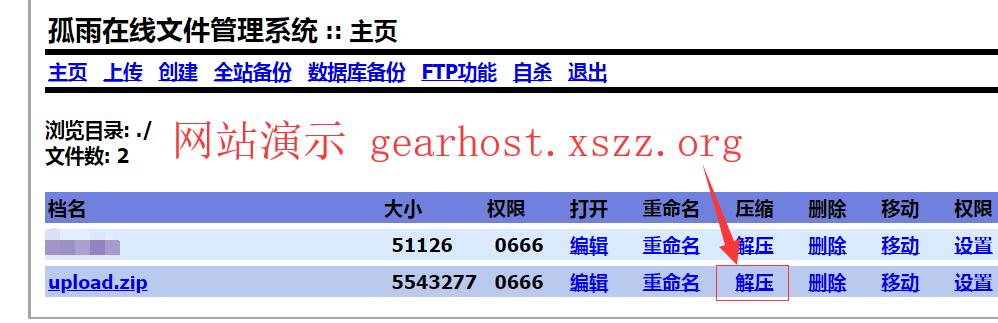 孤雨在线文件管理系统 :: 主页
主页 上传 创建 全站备份 数据库备份 FTP功能 自杀 退出
浏览目录: ./
文件数: 2
网站演示 gearhost.xszz.org
档名 大小 权限 打开 重命名 压缩 删除 移动 权限
51126 0666 编辑 重命名 解压 删除 移动 设置
upload.zip 5543277 0666 编辑 重命名 解压 删除 移动 设置